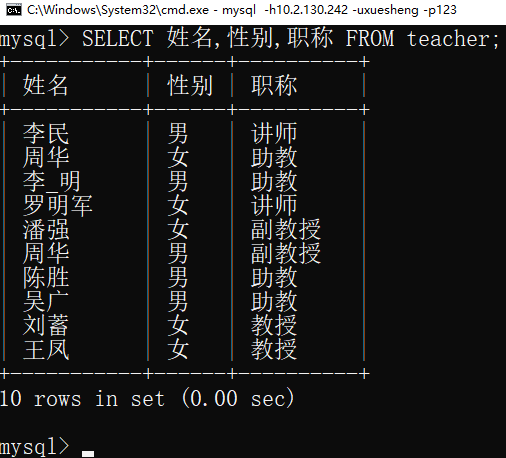 C:\Windows\System32\cmd.exe - mysql  -h10.2.130.242 -uxuesheng -p123
mysql> SELECT 姓名,性别,职称 FROM teacher;
+-----------+------+----------+
| 姓名 | 性别 | 职称 |
+-----------+------+----------+
| 李民 | 男 | 讲师 |
| 周华 | 女 | 助教 |
| 李_明 | 男 | 助教 |
| 罗明军 | 女 | 讲师 |
| 潘强 | 女 | 副教授 |
| 周华 | 男 | 副教授 |
| 陈胜 | 男 | 助教 |
| 吴广 | 男 | 助教 |
| 刘蓄 | 女 | 教授 |
| 王凤 | 女 | 教授 |
+-----------+------+----------+
10 rows in set (0.00 sec)
mysql>